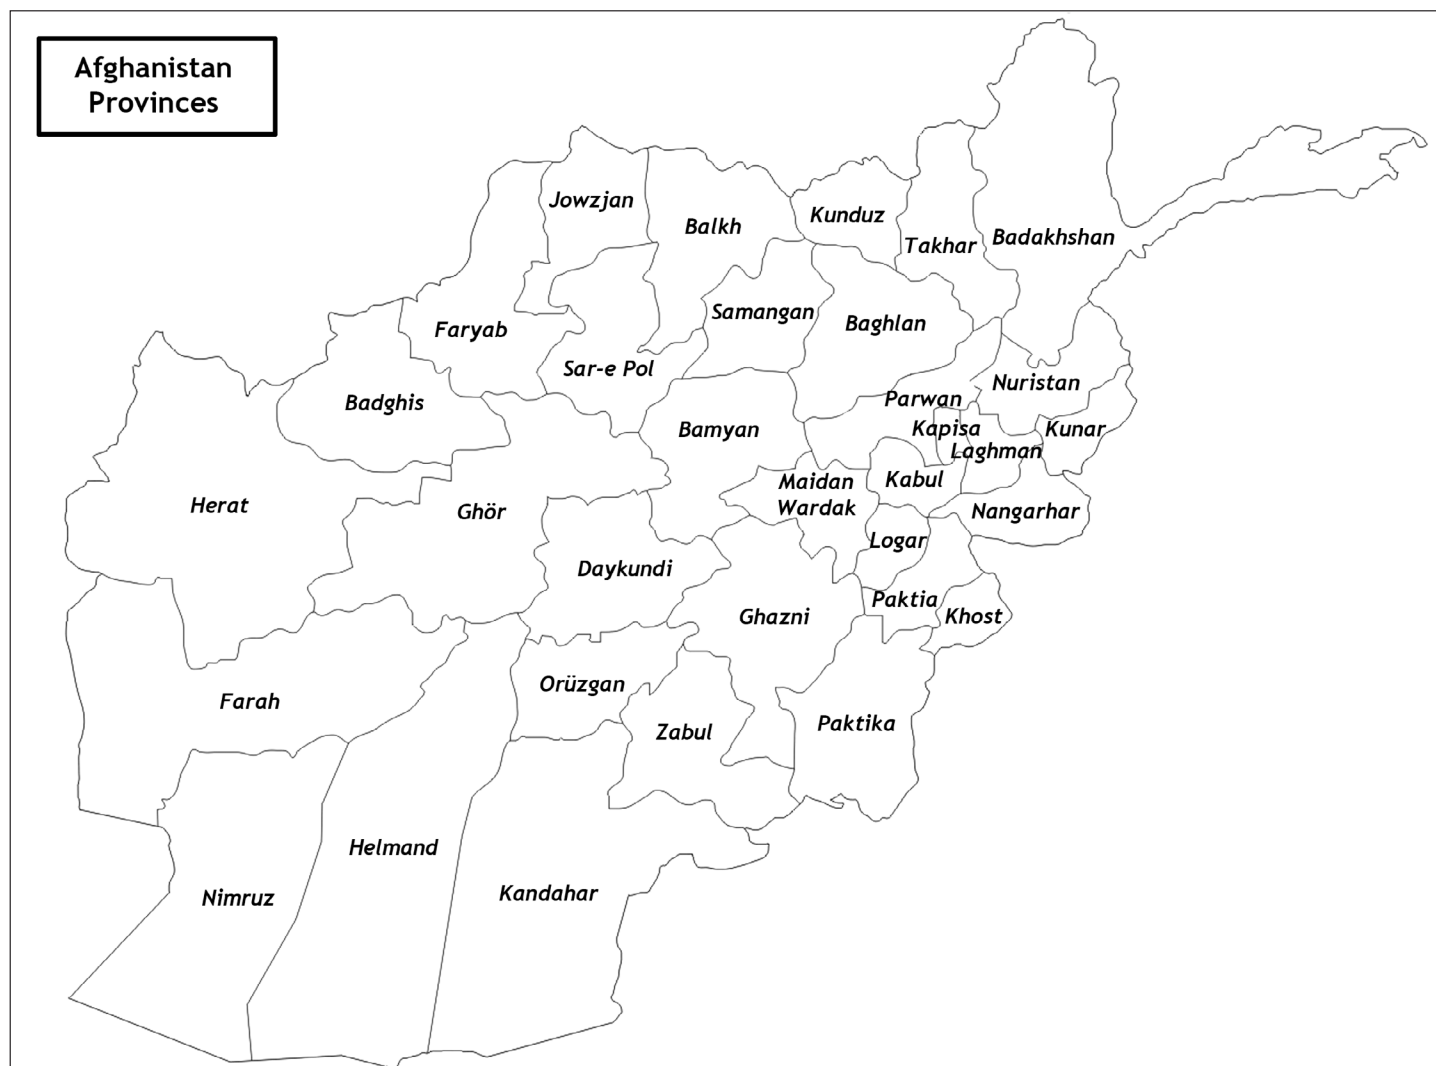 Afghanistan
Provinces
Jowzjan
Balkh
Kunduz
Takhar
Badakhshan
Faryab
Samangan
Baghlan
Sar-e Pol
Badghis
Nuristan
Parwan
Bamyan
Kapisa
Kunar
Laghman
Herat
Ghör
Maidan
Wardak
Kabul
Nangarhar
Logar
Daykundi
Ghazni
Paktia
Khost
Farah
Orüzgan
Zabul
Paktika
Helmand
Nimruz
Kandahar